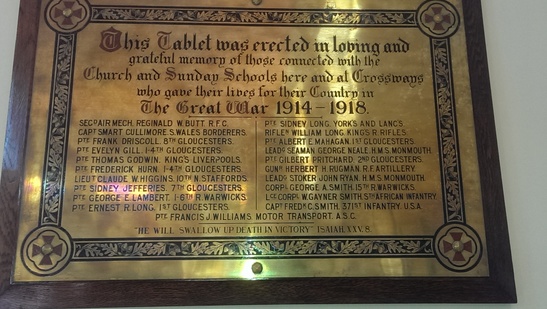 This Tablet was erected in loving and
grateful memory of those connected with the
Church and Sunday Schools here and at Crossways
who gave their lives for their Country in
The Great War 1914-1918.
SECD AIR MECH. REGINALD W. BUTT. R.F.C.
CAPT SMART CULLIMORE. S. WALES BORDERERS.
PTE FRANK DRISCOLL. 8TH GLOUCESTERS.
PTE EVELYN GILL. 1-4TH GLOUCESTERS.
PTE THOMAS GODWIN. KING'S LIVERPOOLS.
PTE FREDERICK HURN. 1-4TH GLOUCESTERS.
LIEUT CLAUDE W. HIGGINS. 10TH N. STAFFORDS.
PTE SIDNEY JEFFERIES. 7TH GLOUCESTERS.
PTE GEORGE E. LAMBERT. 1-6TH R. WARWICKS.
PTE ERNEST R. LONG. 1ST GLOUCESTERS.
PTE SIDNEY LONG. YORKS AND LANCS.
RIFLEN WILLIAM LONG. KINGS R. RIFLES.
PTE ALBERT E. MAHAGAN. 1ST GLOUCESTERS.
LEADG SEAMAN GEORGE NEALE. H.M.S. MONMOUTH.
PTE GILBERT PRITCHARD. 2ND GLOUCESTERS.
GUNR HERBERT H. RUGMAN. R.F. ARTILLERY.
LEADG STOKER JOHN RYAN. H.M.S. MONMOUTH.
CORPL GEORGE A. SMITH. 15TH R. WARWICKS.
LCE CORPL W. GAYNER SMITH. 5TH AFRICAN INFANTRY.
CAPT FREDK C. SMITH. 371ST INFANTRY. U.S.A.
PTE FRANCIS J. WILLIAMS. MOTOR TRANSPORT. A.S.C.
"HE WILL SWALLOW UP DEATH IN VICTORY" ISAIAH. XXV. 8.